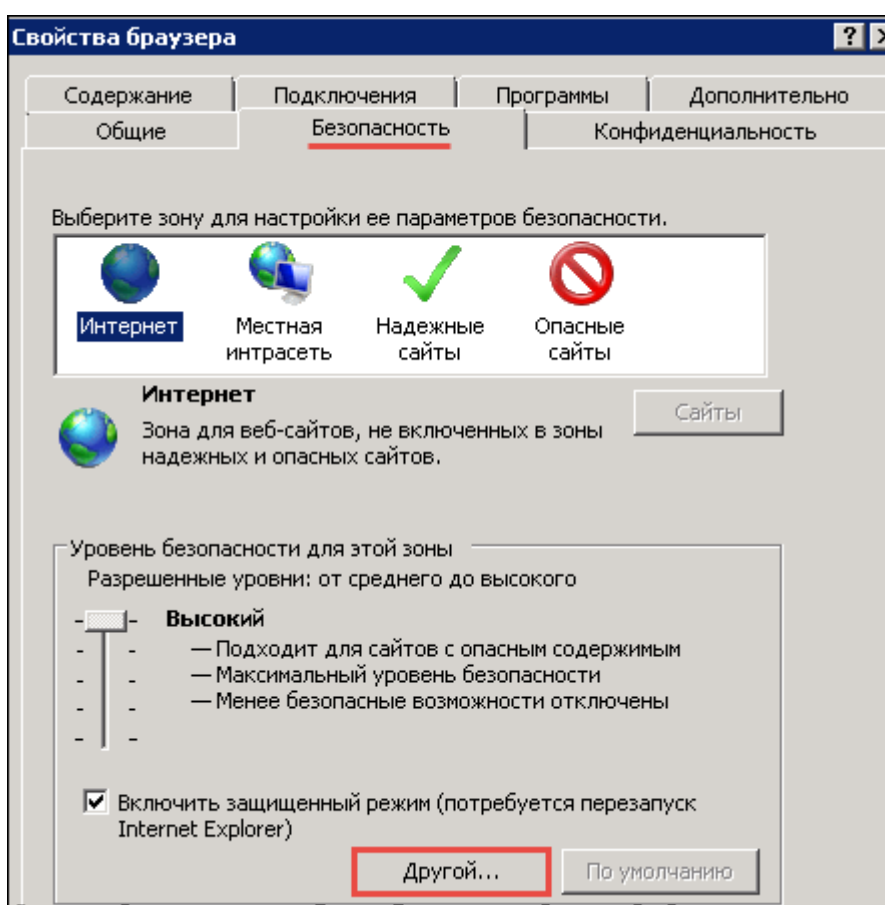 Свойства браузера
Содержание Подключения Программы Дополнительно
Общие Безопасность Конфиденциальность
Выберите зону для настройки ее параметров безопасности.
Интернет Местная интрасеть Надежные сайты Опасные сайты
Интернет
Сайты
Зона для веб-сайтов, не включенных в зоны
надежных и опасных сайтов.
Уровень безопасности для этой зоны
Разрешенные уровни: от среднего до высокого
Высокий
— Подходит для сайтов с опасным содержимым
— Максимальный уровень безопасности
— Менее безопасные возможности отключены
Включить защищенный режим (потребуется перезапуск
Internet Explorer)
Другой... По умолчанию